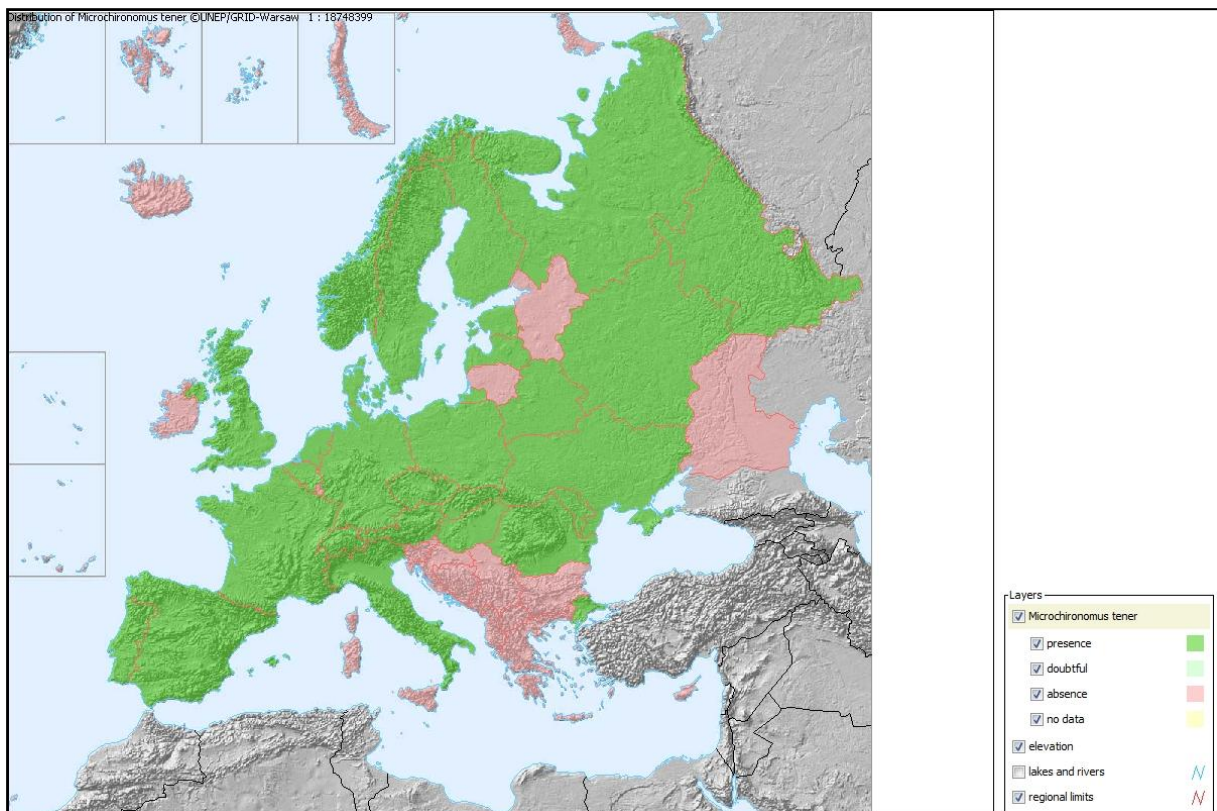 Distribution of Microchironomus tener ©UNEP/GRID-Warsaw 1 : 18748399
Layers
Microchironomus tener
presence
doubtful
absence
no data
elevation
lakes and rivers
regional limits